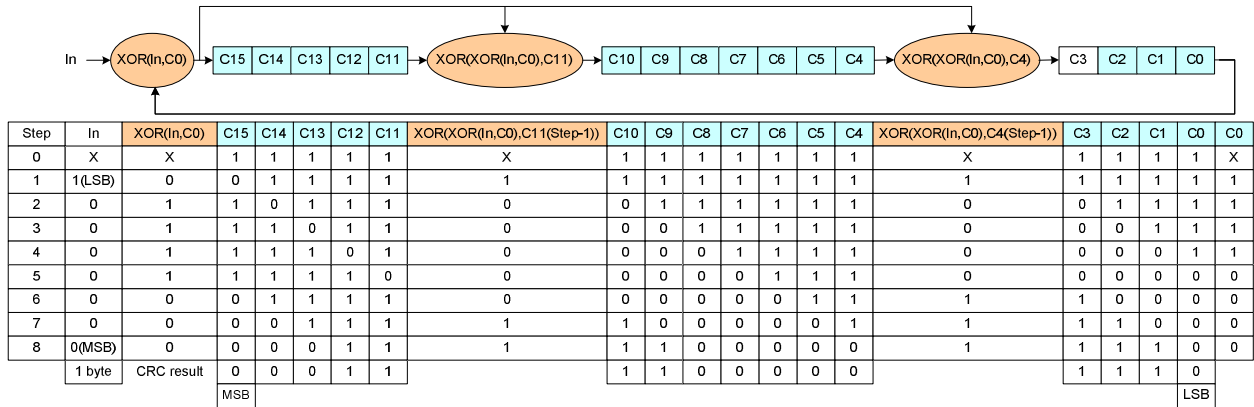 In XOR(In,C0) C15 C14 C13 C12 C11 XOR(XOR(In,C0),C11) C10 C9 C8 C7 C6 C5 C4 XOR(XOR(In,C0),C4) C3 C2 C1 C0
Step In XOR(In,C0) C15 C14 C13 C12 C11 XOR(XOR(In,C0),C11(Step-1)) C10 C9 C8 C7 C6 C5 C4 XOR(XOR(In,C0),C4(Step-1)) C3 C2 C1 C0 C0
0 X X 1 1 1 1 1 X 1 1 1 1 1 1 1 X 1 1 1 1 X
1 1(LSB) 0 0 1 1 1 1 1 1 1 1 1 1 1 1 1 1 1 1 1 1
2 0 1 1 0 1 1 1 0 0 1 1 1 1 1 1 0 0 1 1 1 1
3 0 1 1 1 0 1 1 0 0 0 1 1 1 1 1 0 0 0 1 1 1
4 0 1 1 1 1 0 1 0 0 0 0 1 1 1 1 0 0 0 0 1 1
5 0 1 1 1 1 1 0 0 0 0 0 0 1 1 1 0 0 0 0 0 0
6 0 0 0 1 1 1 1 0 0 0 0 0 0 1 1 1 1 0 0 0 0
7 0 0 0 0 1 1 1 1 1 0 0 0 0 0 1 1 1 1 0 0 0
8 0(MSB) 0 0 0 0 1 1 1 1 1 0 0 0 0 0 1 1 1 1 0 0
1 byte CRC result 0 0 0 1 1 1 1 0 0 0 0 0 1 1 1 0
MSB LSB